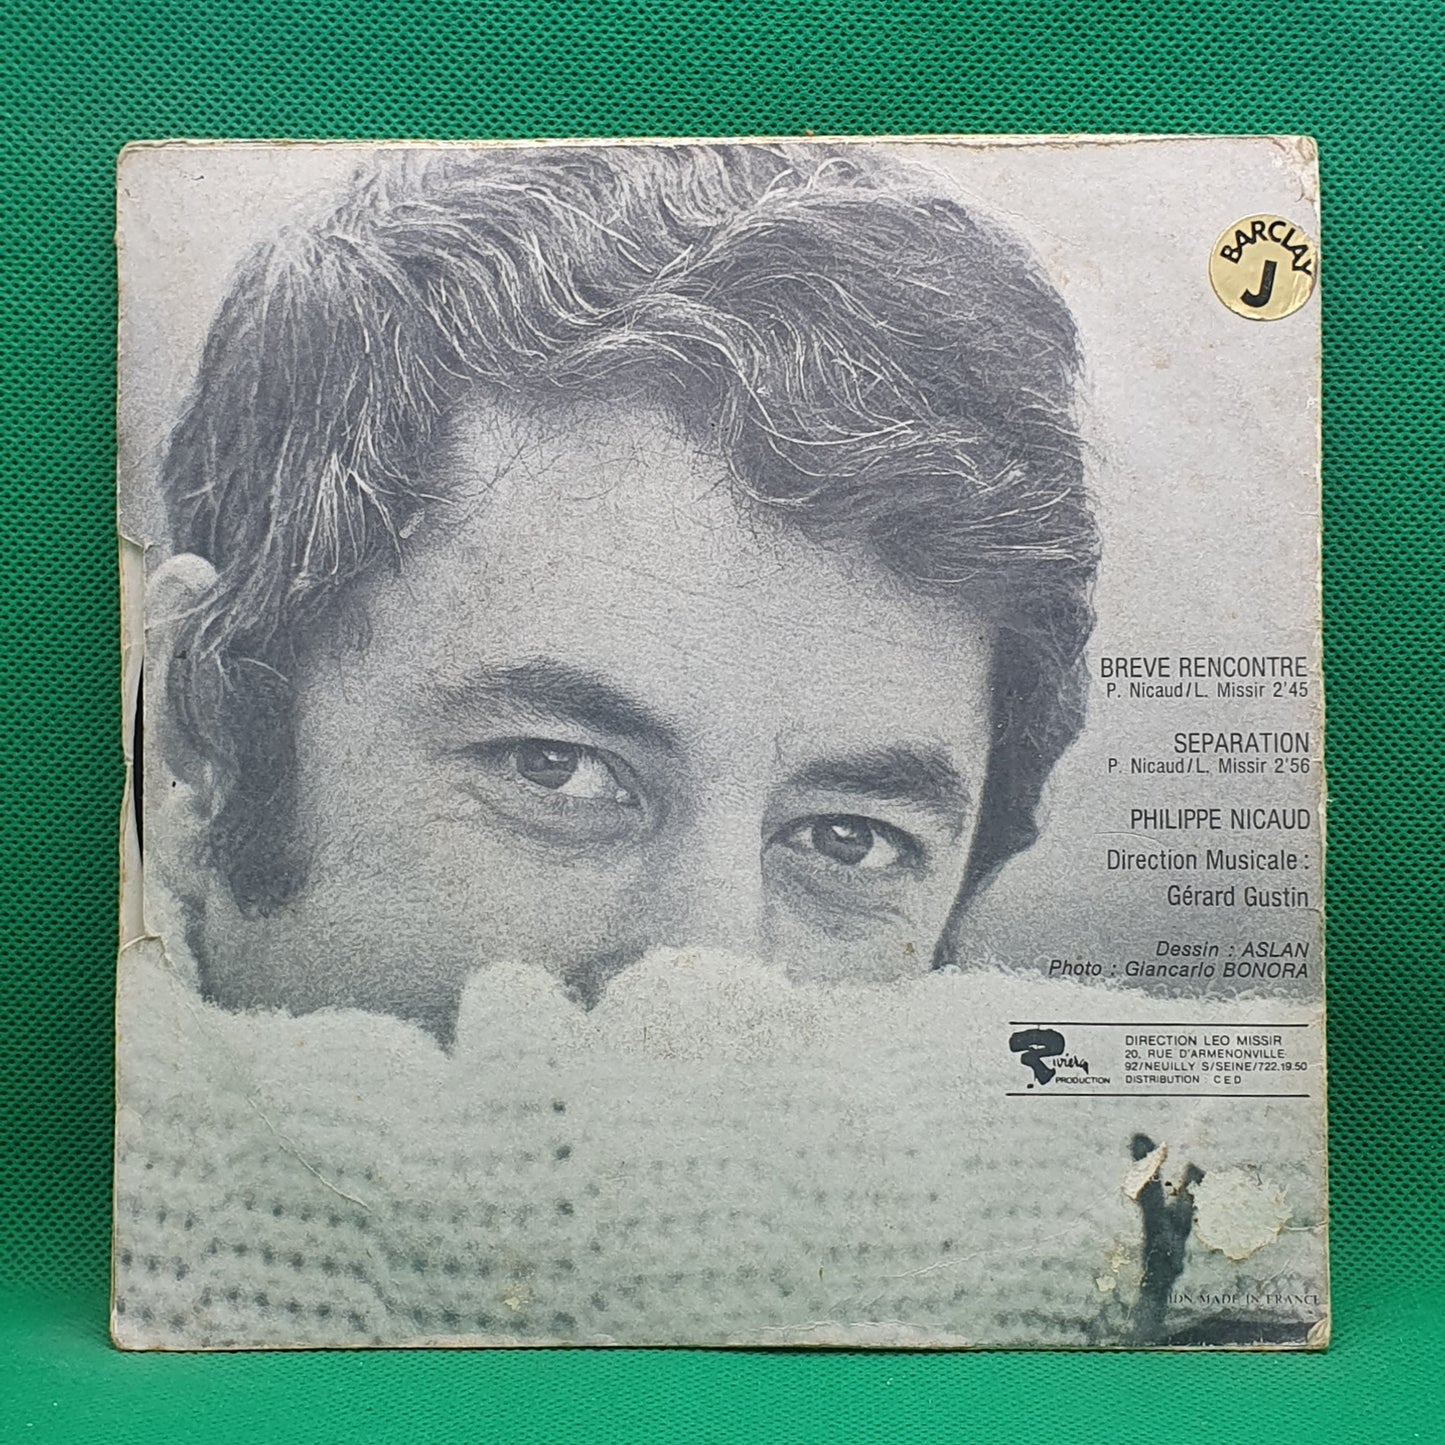 BARCLAY
J
BREVE RENCONTRE
P. Nicaud/L. Missir 2'45
SEPARATION
P. Nicaud/L. Missir 2'56
PHILIPPE NICAUD
Direction Musicale :
Gérard Gustin
Dessin : ASLAN
Photo : Giancarlo BONORA
Riviera
PRODUCTION
DIRECTION LEO MISSIR
20, RUE D'ARMENONVILLE
92/NEUILLY S/SEINE/722.19.50
DISTRIBUTION : C E D
MADE IN FRANCE